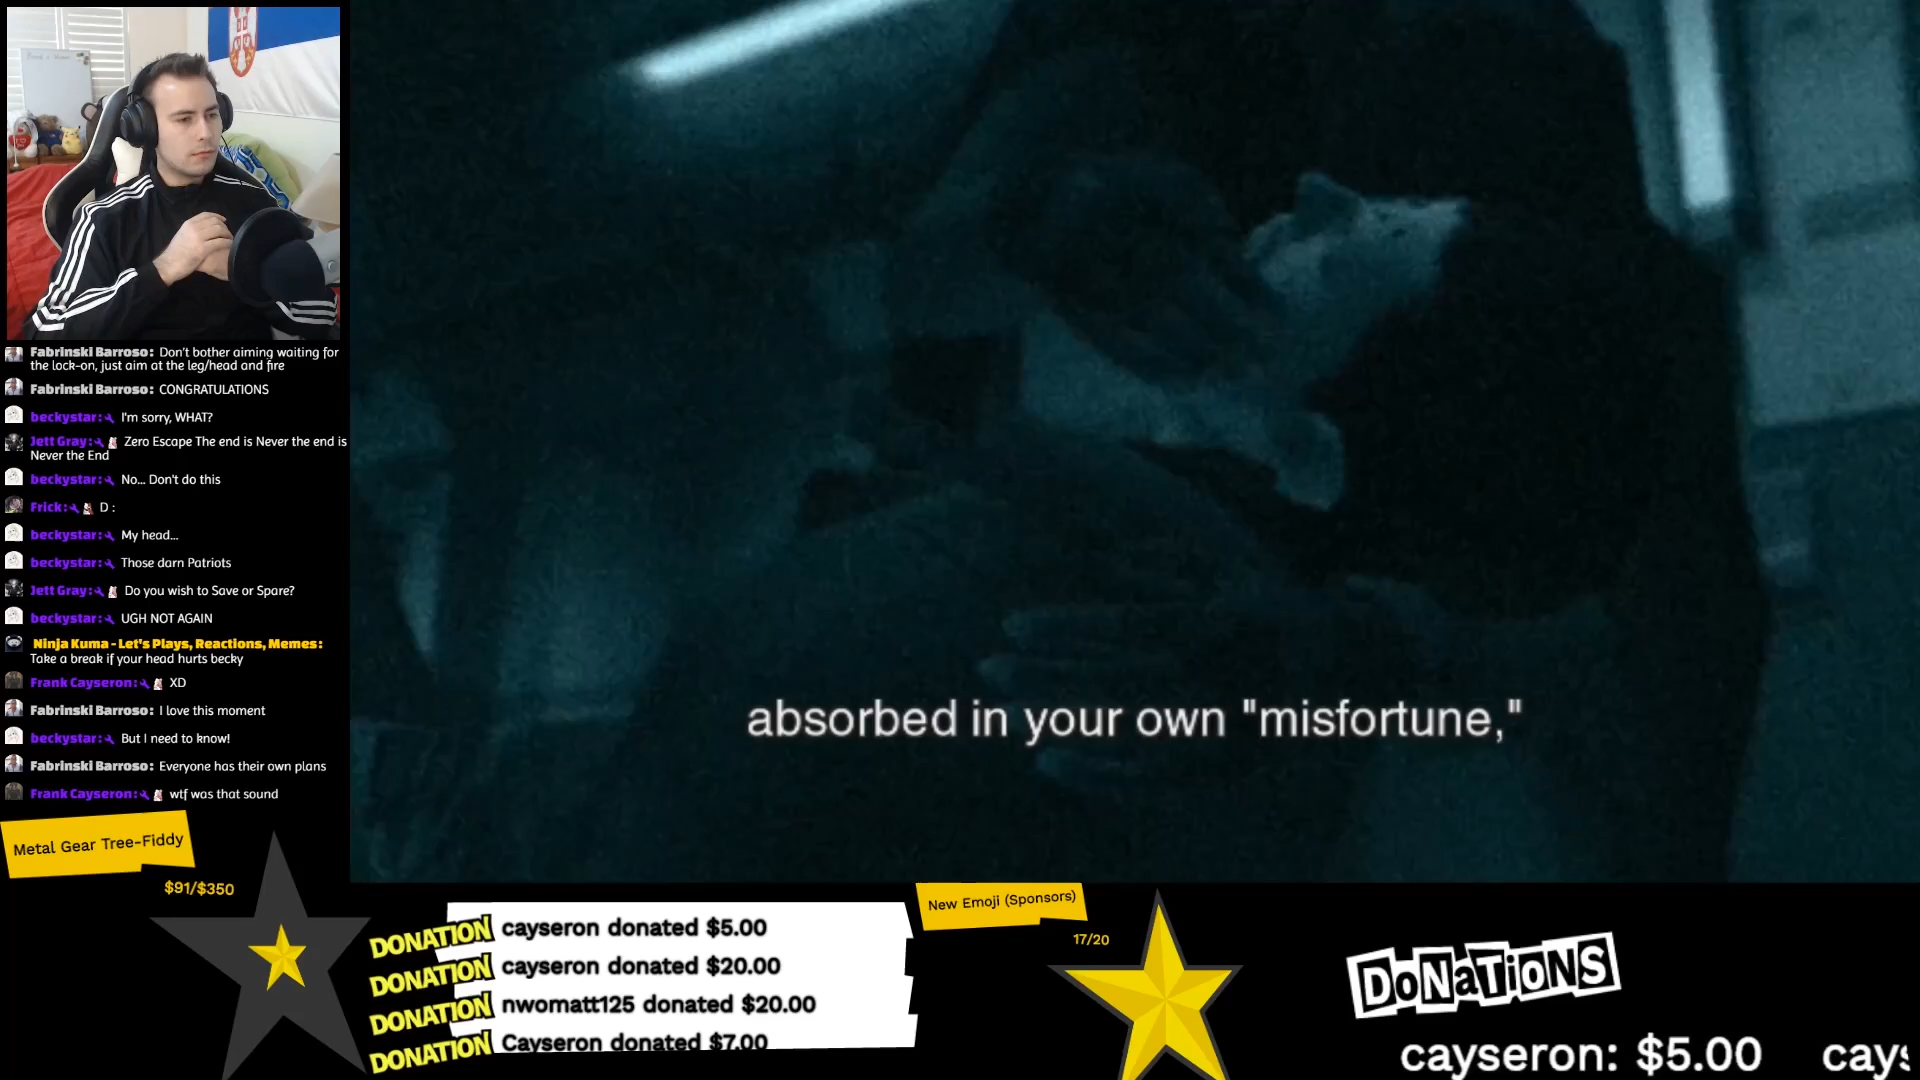 Fabrinski Barroso: Don't bother aiming waiting for
the lock-on, just aim at the leg/head and fire
Fabrinski Barroso: CONGRATULATIONS
beckystar: I'm sorry, WHAT?
Jett Gray: Zero Escape The end is Never the end is
Never the End
beckystar: No... Don't do this
Frick: D :
beckystar: My head...
beckystar: Those darn Patriots
Jett Gray: Do you wish to Save or Spare?
beckystar: UGH NOT AGAIN
Ninja Kuma - Let's Plays, Reactions, Memes:
Take a break if your head hurts becky
Frank Cayseron: XD
Fabrinski Barroso: I love this moment
beckystar: But I need to know!
Fabrinski Barroso: Everyone has their own plans
Frank Cayseron: wtf was that sound
absorbed in your own "misfortune,"
Metal Gear Tree-Fiddy
$91/$350
DONATION cayseron donated $5.00
DONATION cayseron donated $20.00
DONATION nwomatt125 donated $20.00
DONATION Cayseron donated $7.00
New Emoji (Sponsors)
17/20
DONATIONS
cayseron: $5.00 cays